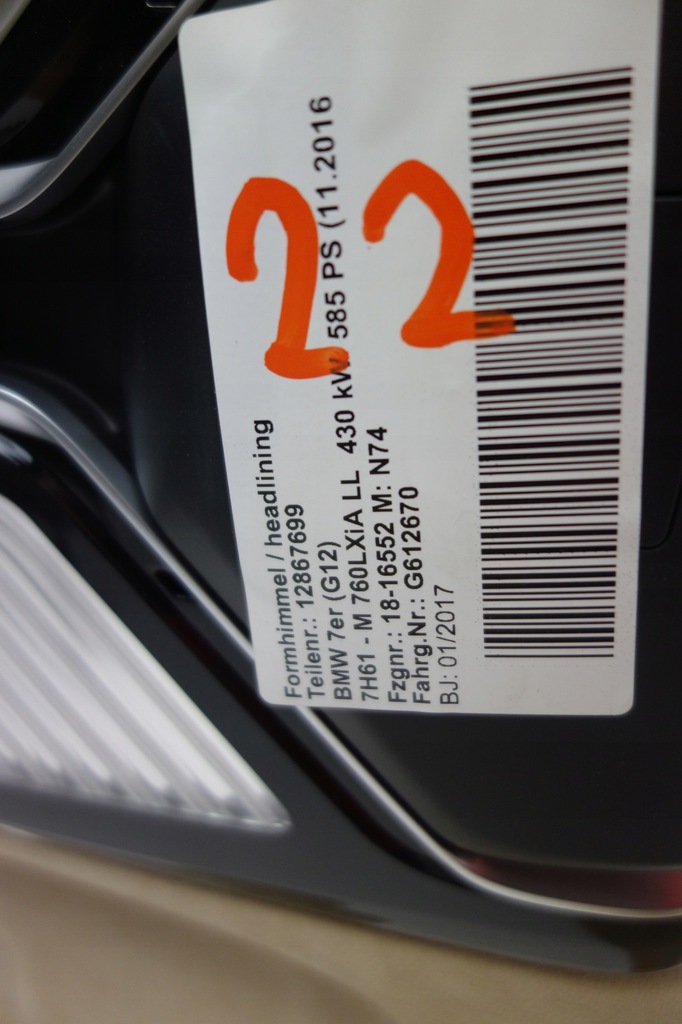 Formhimmel / headlining
Teilenr.: 12867699
BMW 7er (G12)
7H61 - M 760LXiA LL 430 kW 585 PS (11.2016
Fzgnr.: 18-16552 M: N74
Fahrg.Nr.: G612670
BJ: 01/2017
22